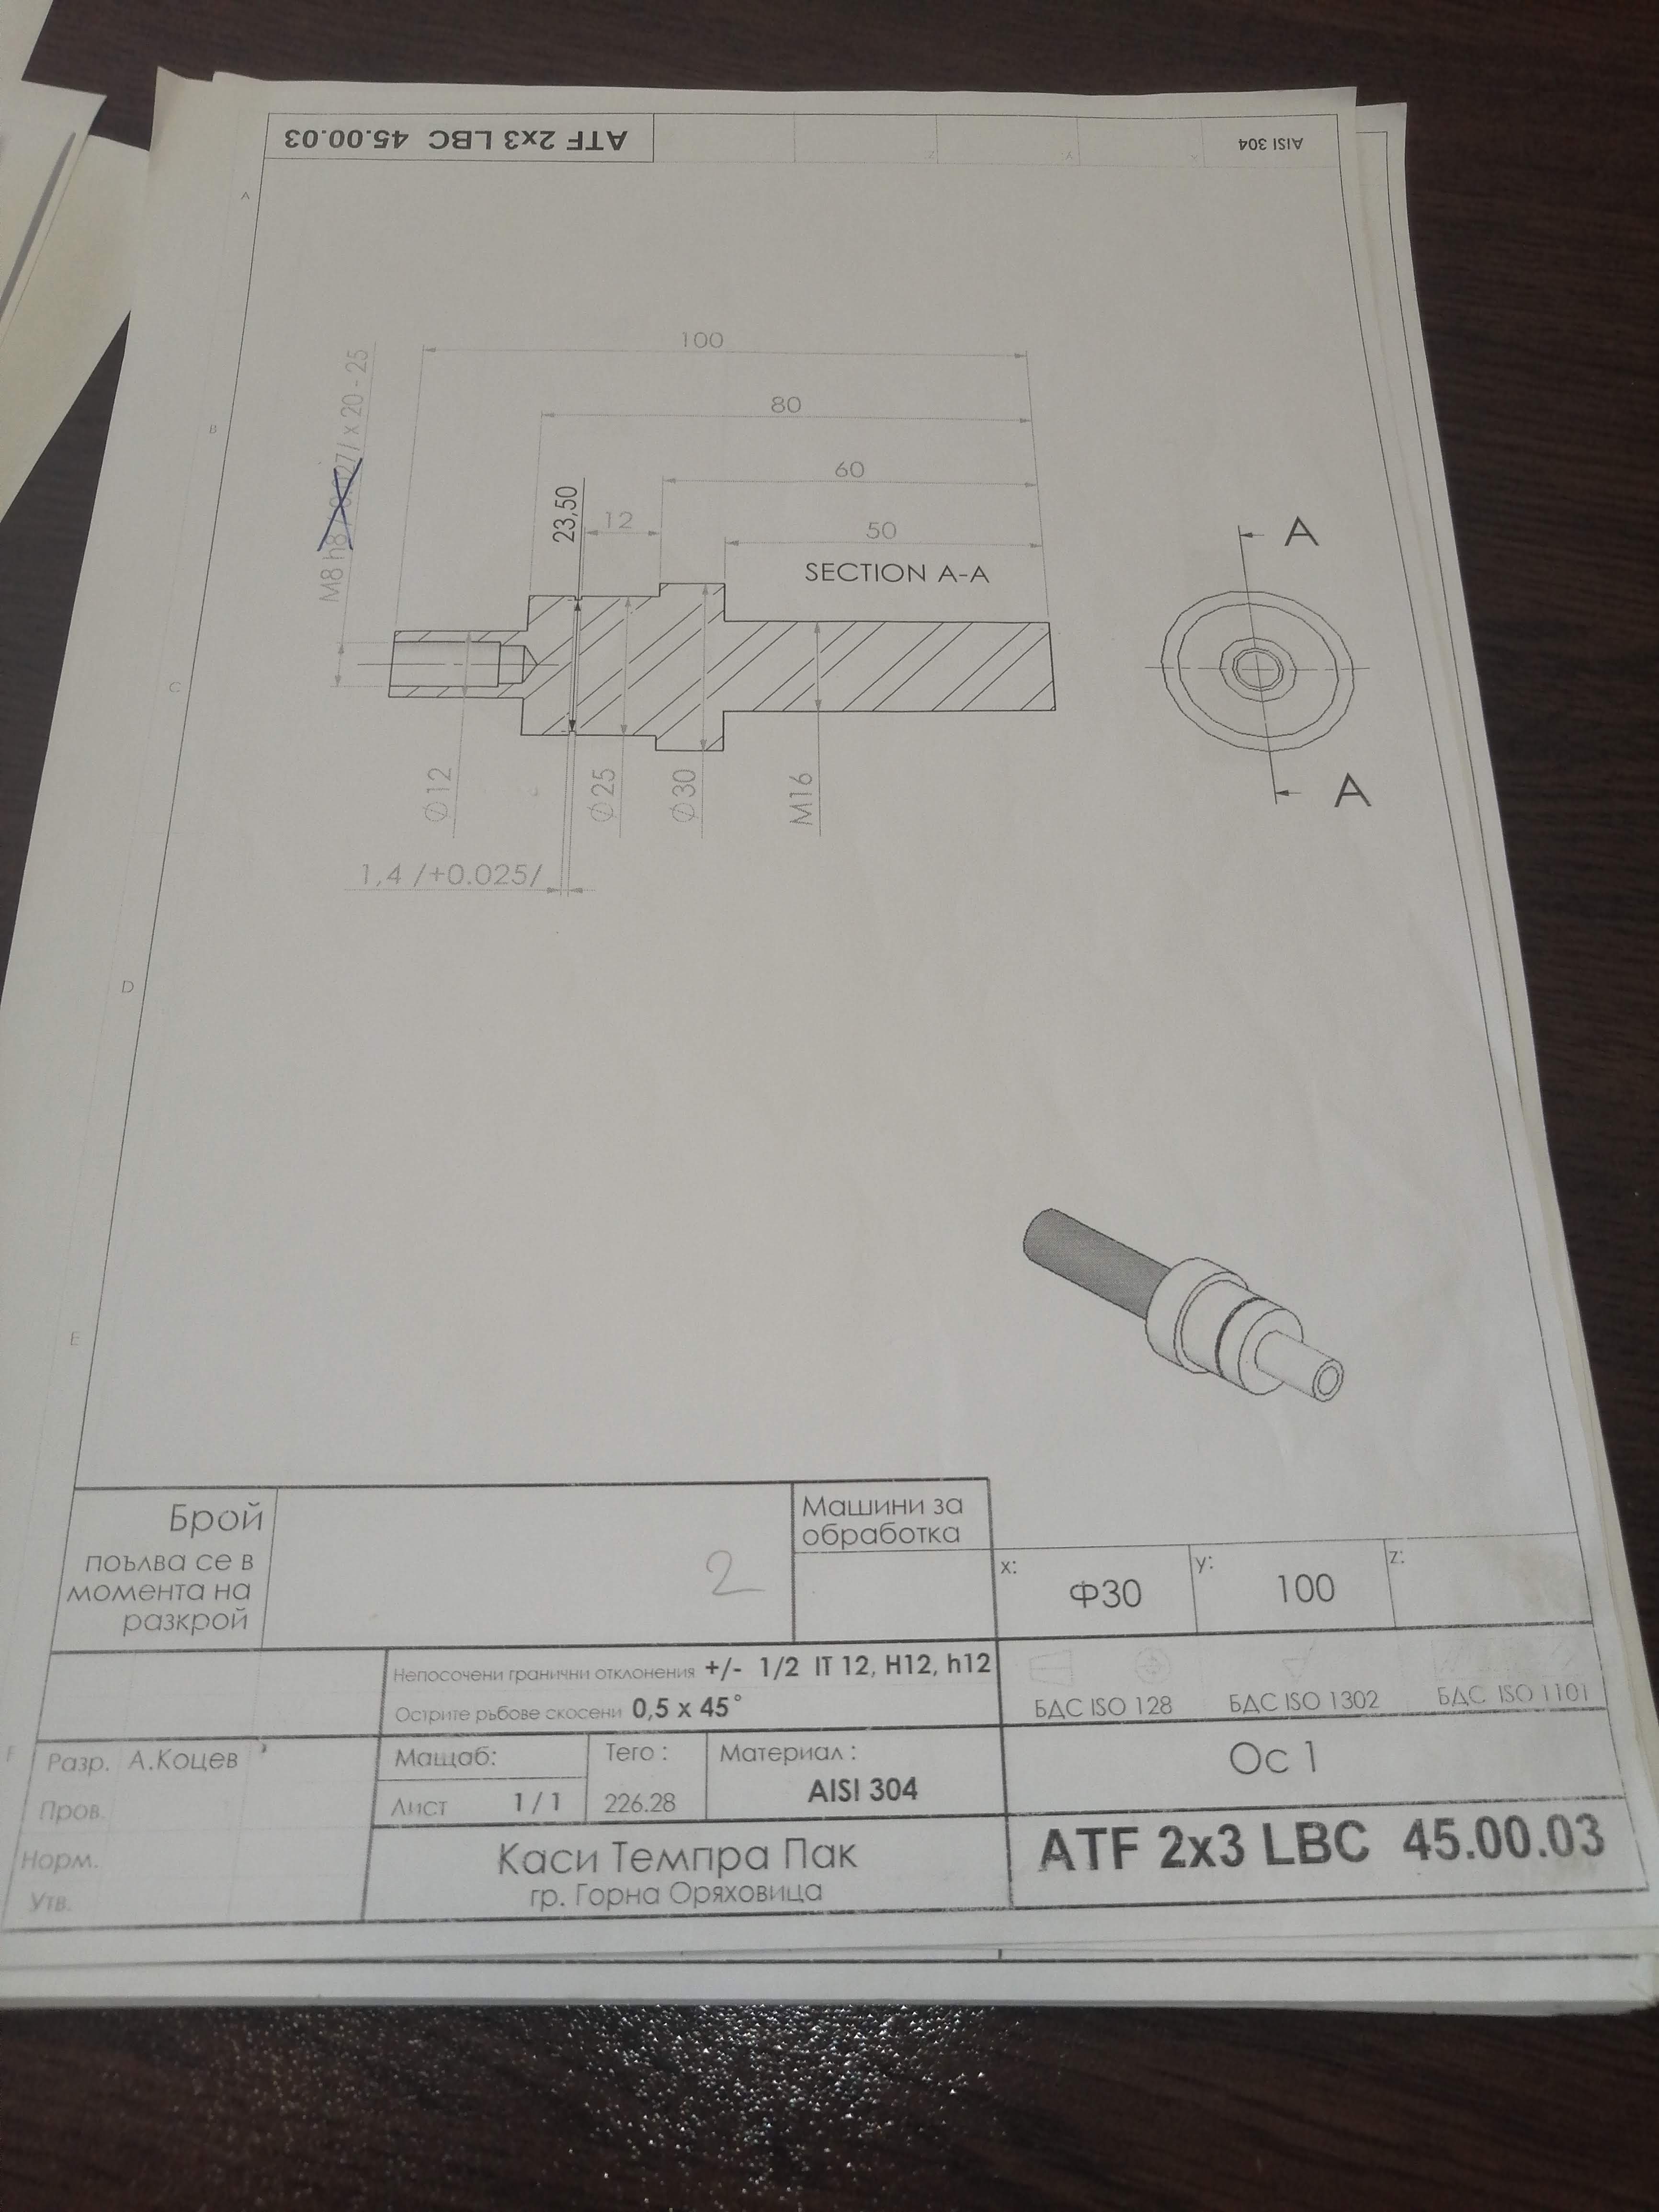 ATF 2x3 LBC 45.00.03
AISI 304
X
Y
Z
A
B
C
D
E
F
100
80
60
50
12
23,50
M8 h8 /-0.027/ x 20 - 25
SECTION A-A
A
A
Ø12
Ø25
Ø30
M16
1,4 /+0.025/
Брой
поълва се в
момента на
разкрой
2
Машини за
обработка
x:
Ф30
y:
100
z:
Непосочени гранични отклонения +/- 1/2 IT 12, H12, h12
Острите ръбове скосени 0,5 x 45°
БДС ISO 128
БДС ISO 1302
БДС ISO 1101
Разр. А.Коцев
Пров.
Норм.
Утв.
Мащаб:
Лист 1 / 1
Тегo :
226.28
Материал :
AISI 304
Ос 1
Каси Темпра Пак
гр. Горна Оряховица
ATF 2x3 LBC 45.00.03